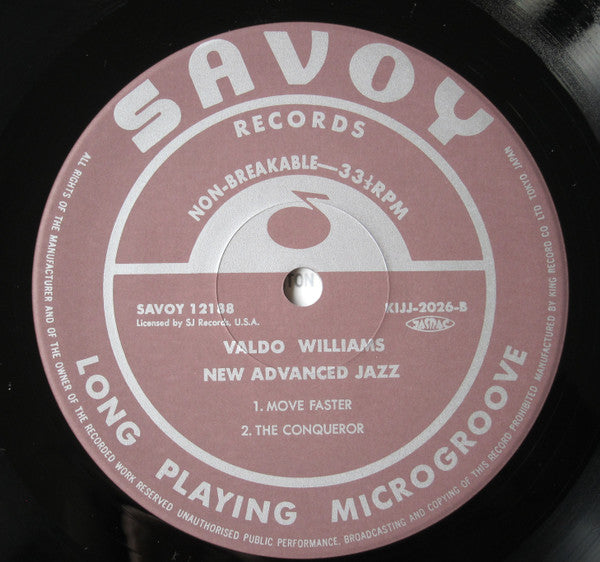 SAVOY
RECORDS
NON-BREAKABLE—33⅓RPM
TON
SAVOY 12188
Licensed by SJ Records, U.S.A.
KIJJ-2026-B
JASRAC
VALDO WILLIAMS
NEW ADVANCED JAZZ
1. MOVE FASTER
2. THE CONQUEROR
LONG PLAYING MICROGROOVE
ALL RIGHTS OF THE MANUFACTURER AND OF THE OWNER OF THE RECORDED WORK RESERVED UNAUTHORISED PUBLIC PERFORMANCE, BROADCASTING AND COPYING OF THIS RECORD PROHIBITED MANUFACTURED BY KING RECORD CO LTD TOKYO JAPAN